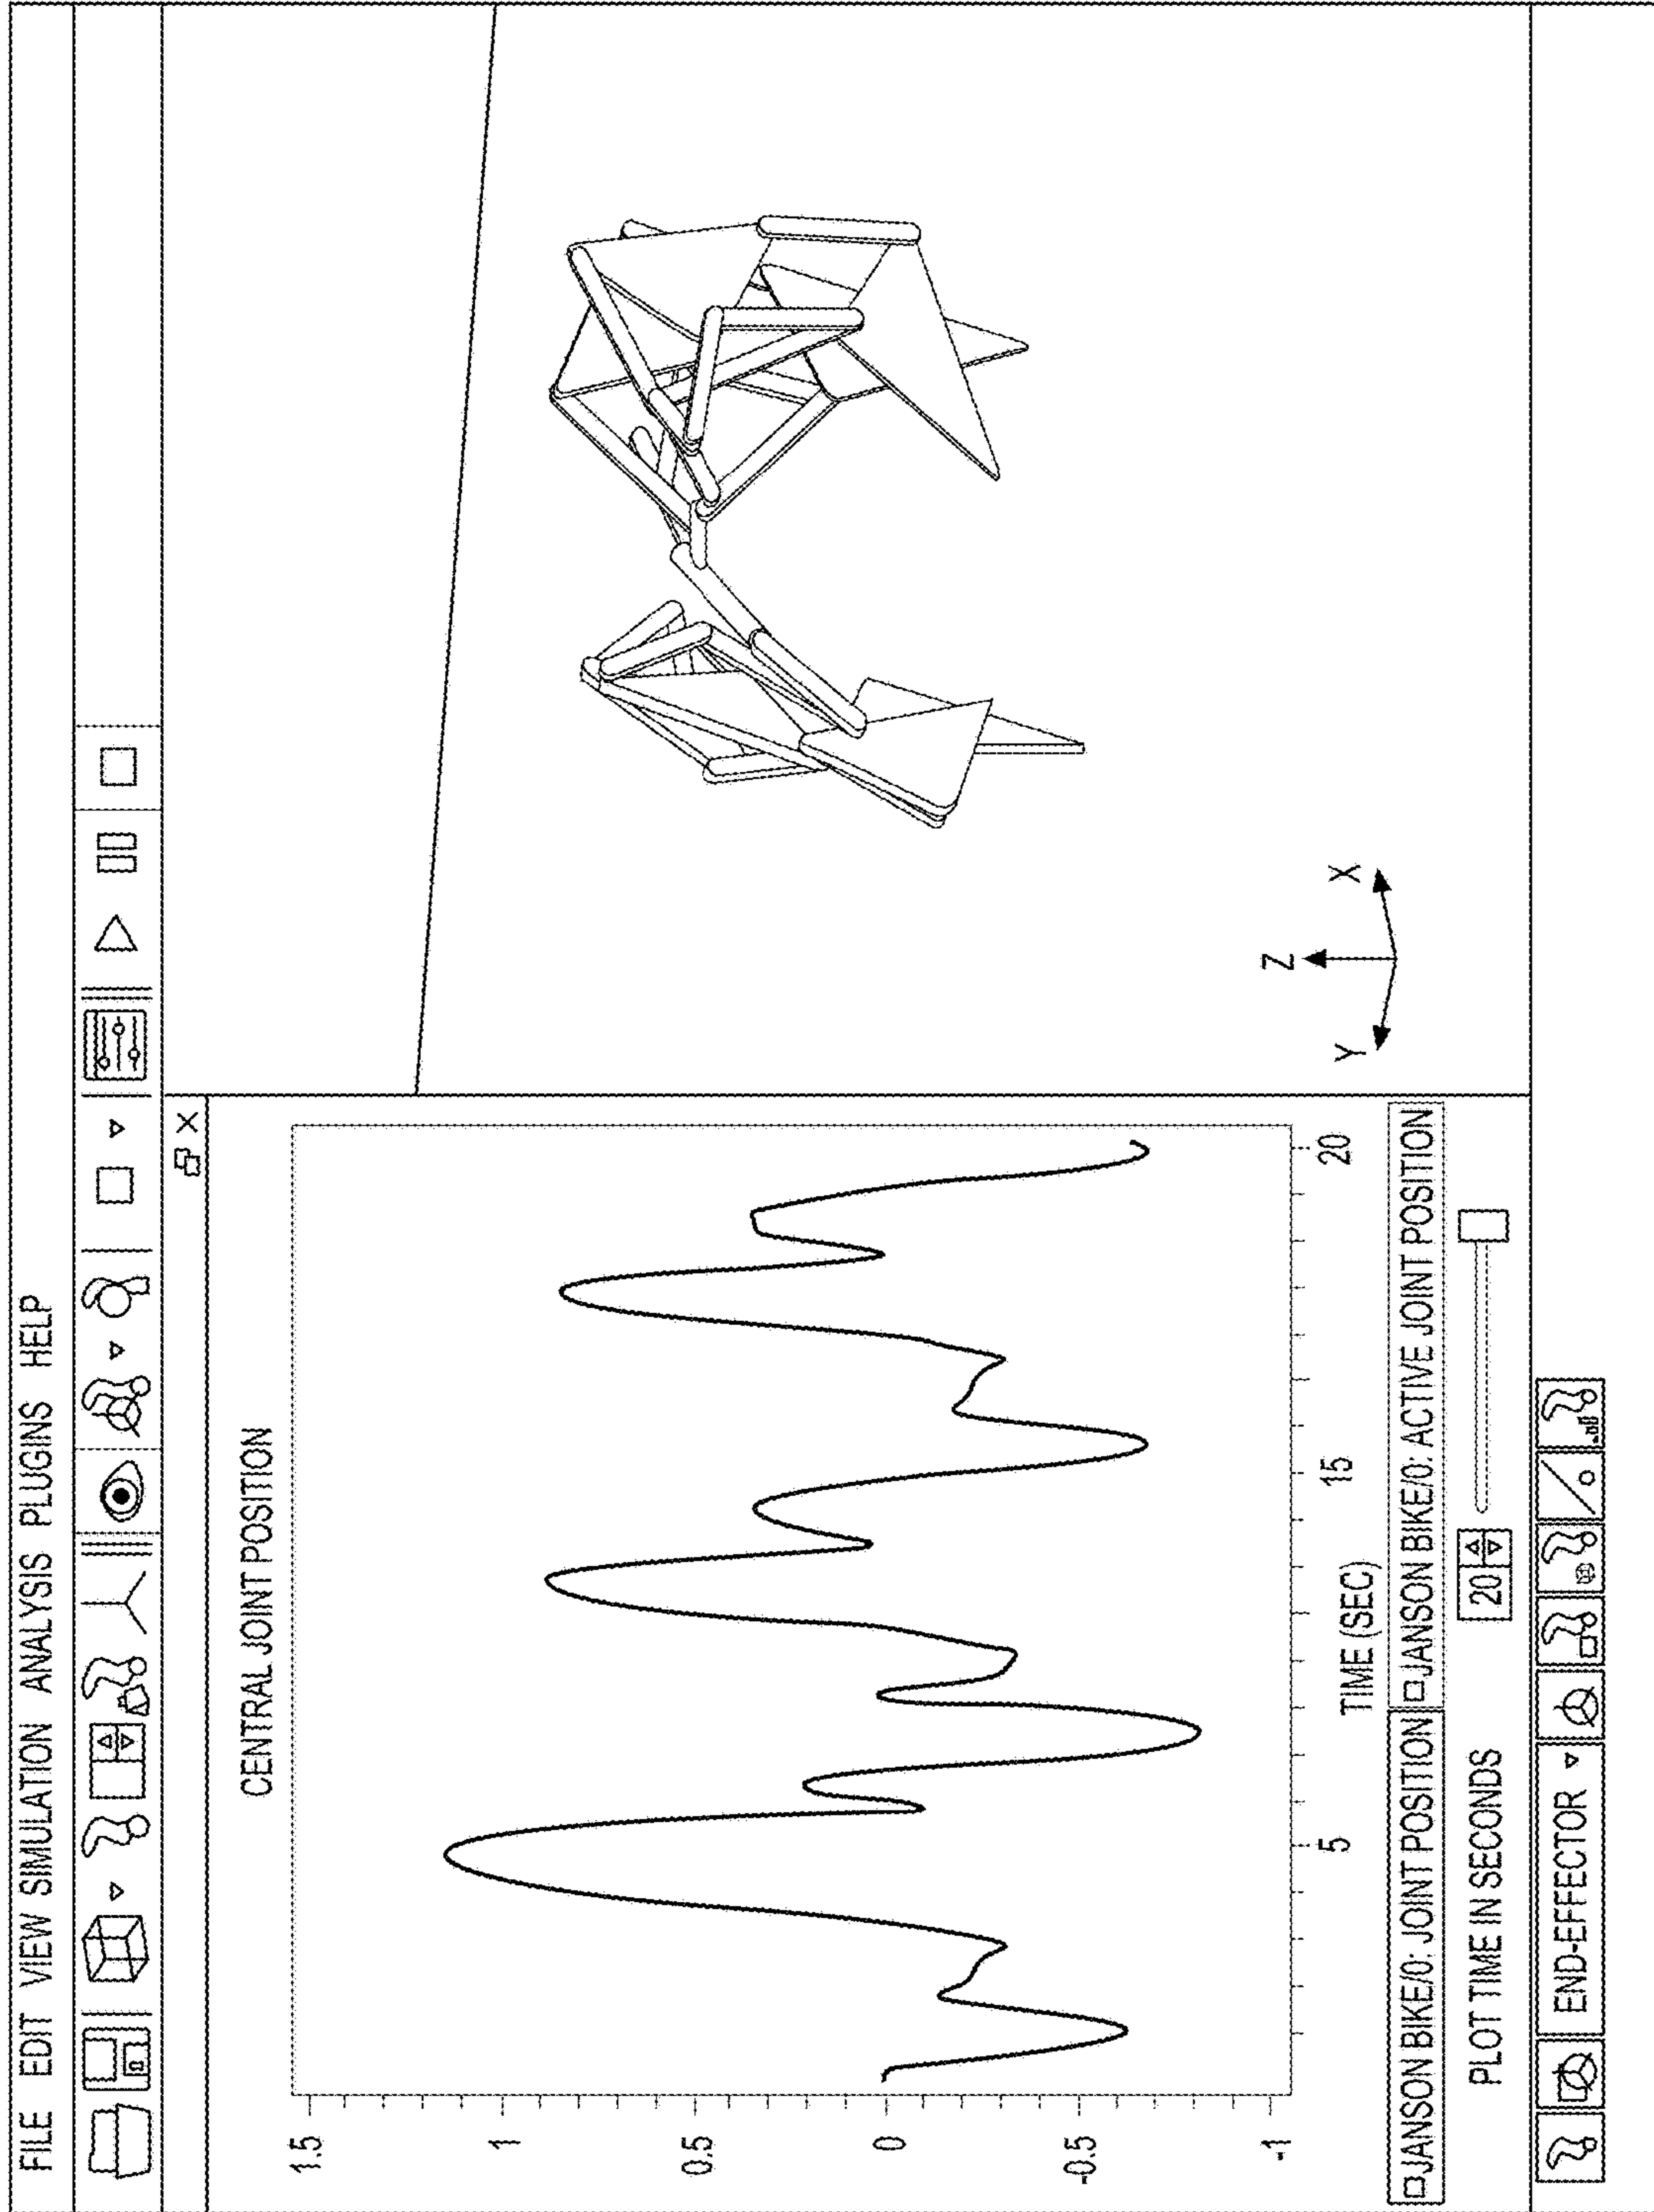 FILE EDIT VIEW SIMULATION ANALYSIS PLUGINS HELP
CENTRAL JOINT POSITION
1.5
1
0.5
0
-0.5
-1
5
15
20
TIME (SEC)
JANSON BIKE/0: JOINT POSITION
JANSON BIKE/0: ACTIVE JOINT POSITION
PLOT TIME IN SECONDS
20
Y
Z
X
END-EFFECTOR